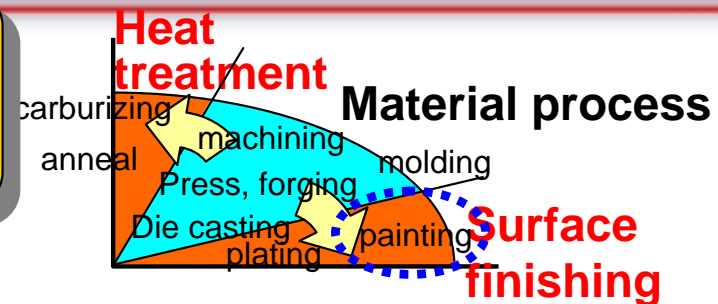 Heat
treatment
carburizing
Material process
machining
anneal
molding
Press, forging
Die casting
painting
Surface
plating
finishing